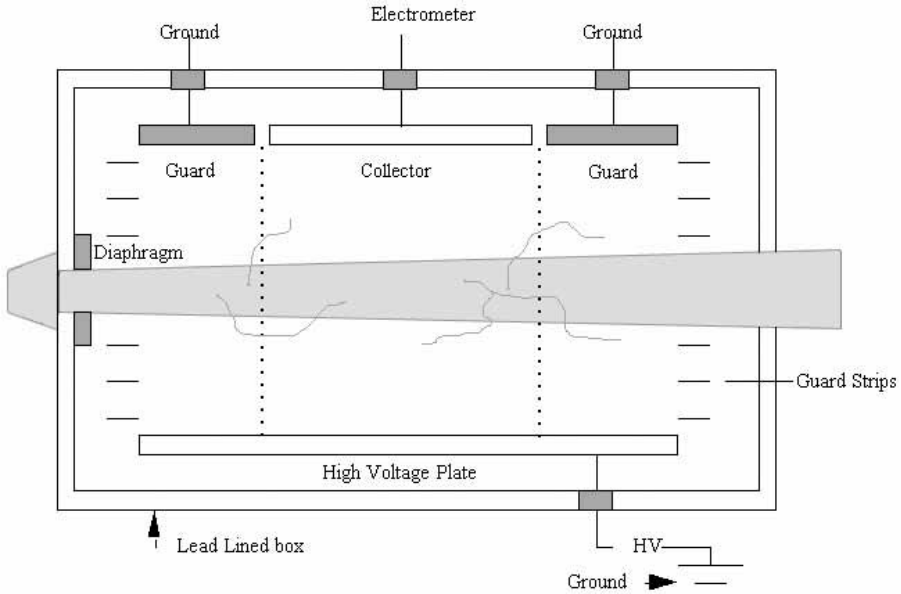 Electrometer
Ground
Ground
Guard
Collector
Guard
Diaphragm
Guard Strips
High Voltage Plate
Lead Lined box
HV
Ground